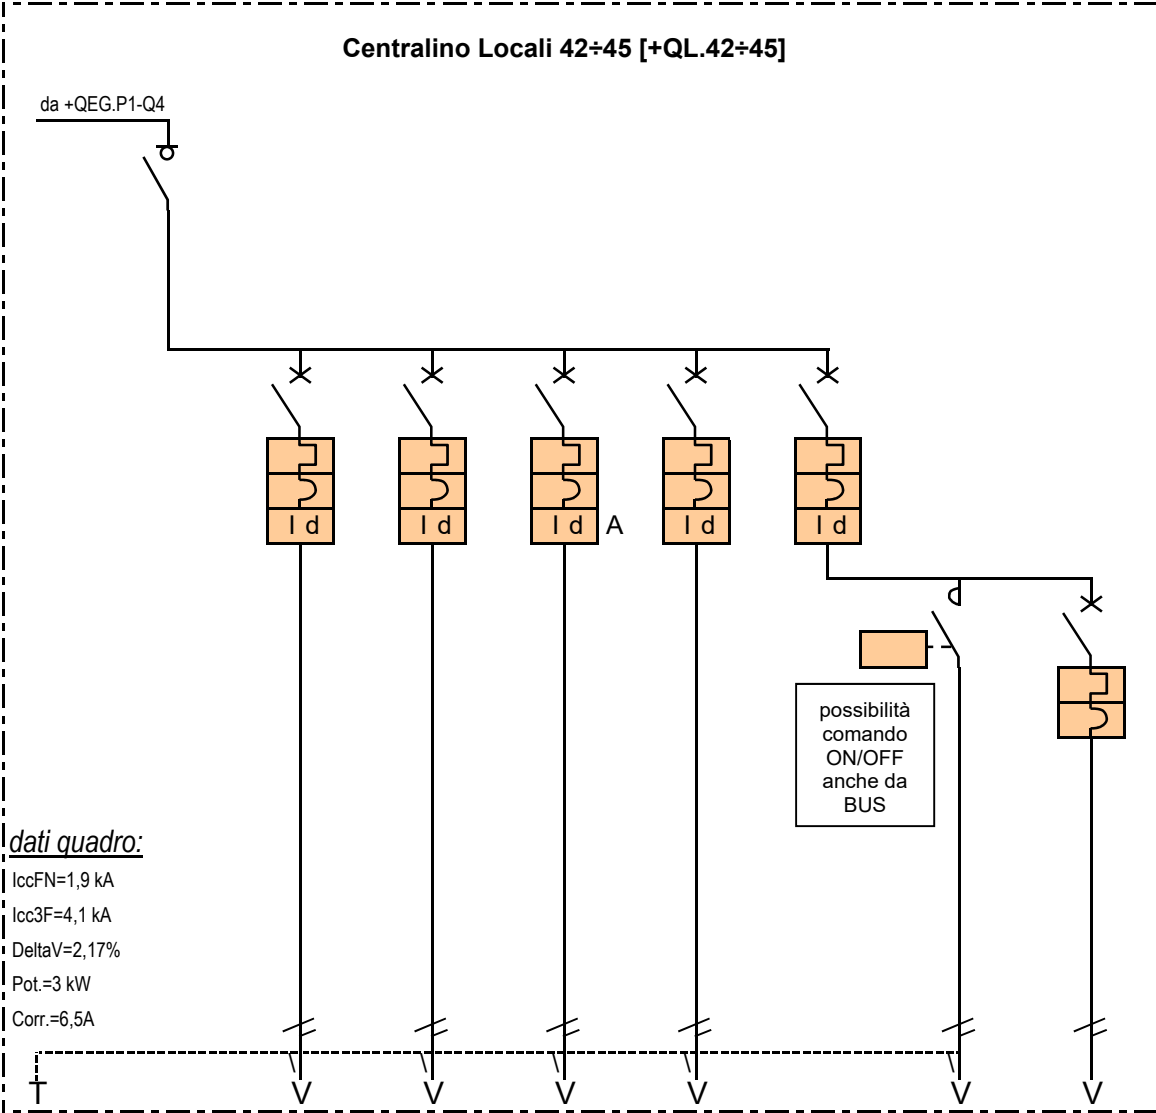 Centralino Locali 42÷45 [+QL.42÷45]
da +QEG.P1-Q4
I d
I d
I d A
I d
I d
possibilità
comando
ON/OFF
anche da
BUS
dati quadro:
IccFN=1,9 kA
Icc3F=4,1 kA
DeltaV=2,17%
Pot.=3 kW
Corr.=6,5A
T
V
V
V
V
V
V